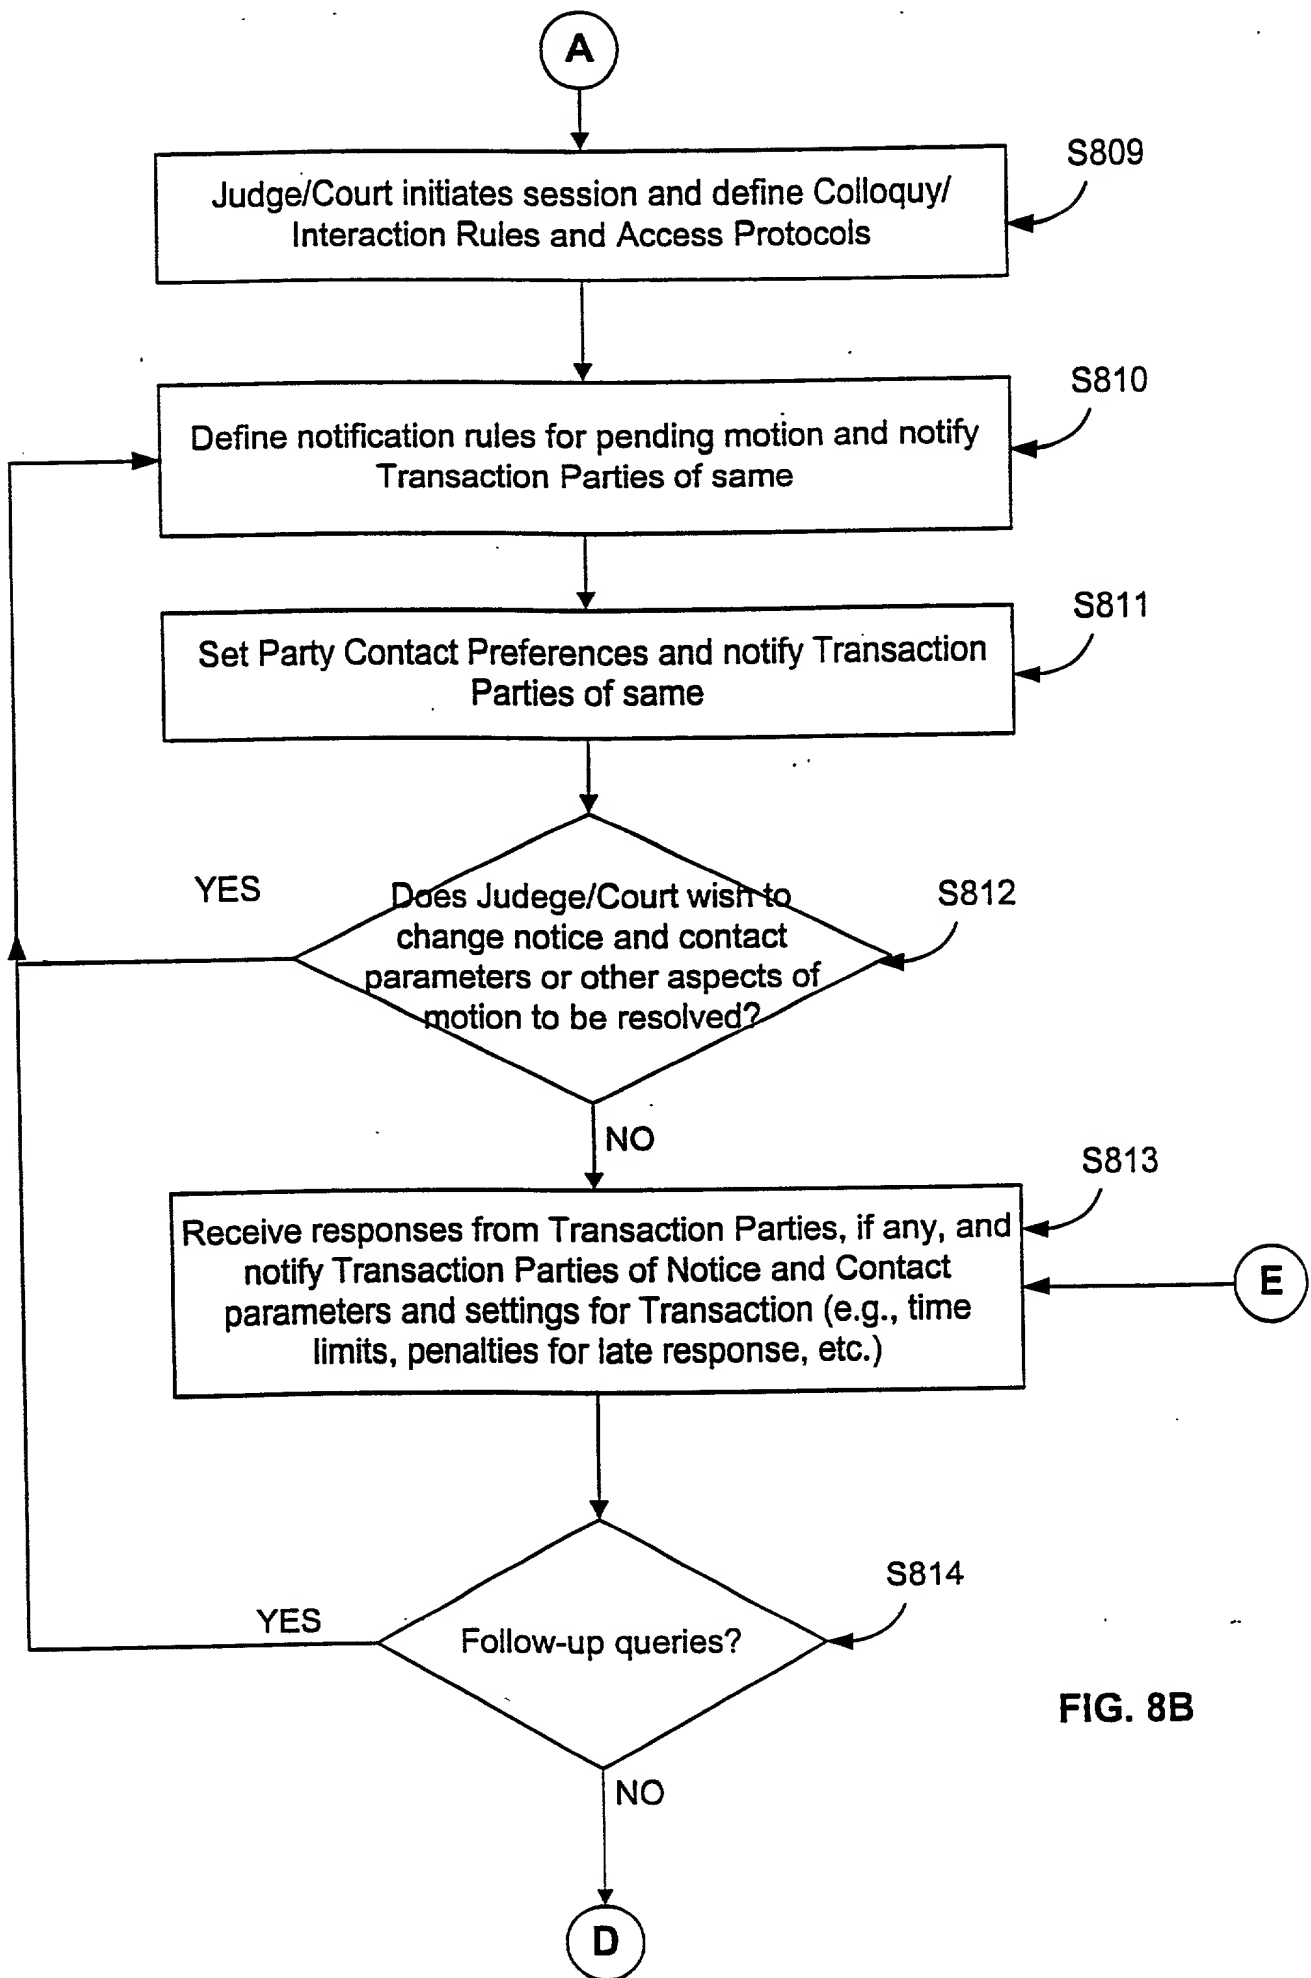 A
S809
Judge/Court initiates session and define Colloquy/
Interaction Rules and Access Protocols
S810
Define notification rules for pending motion and notify
Transaction Parties of same
S811
Set Party Contact Preferences and notify Transaction
Parties of same
YES
S812
Does Judege/Court wish to
change notice and contact
parameters or other aspects of
motion to be resolved?
NO
S813
Receive responses from Transaction Parties, if any, and
notify Transaction Parties of Notice and Contact
parameters and settings for Transaction (e.g., time
limits, penalties for late response, etc.)
E
S814
YES
Follow-up queries?
FIG. 8B
NO
D